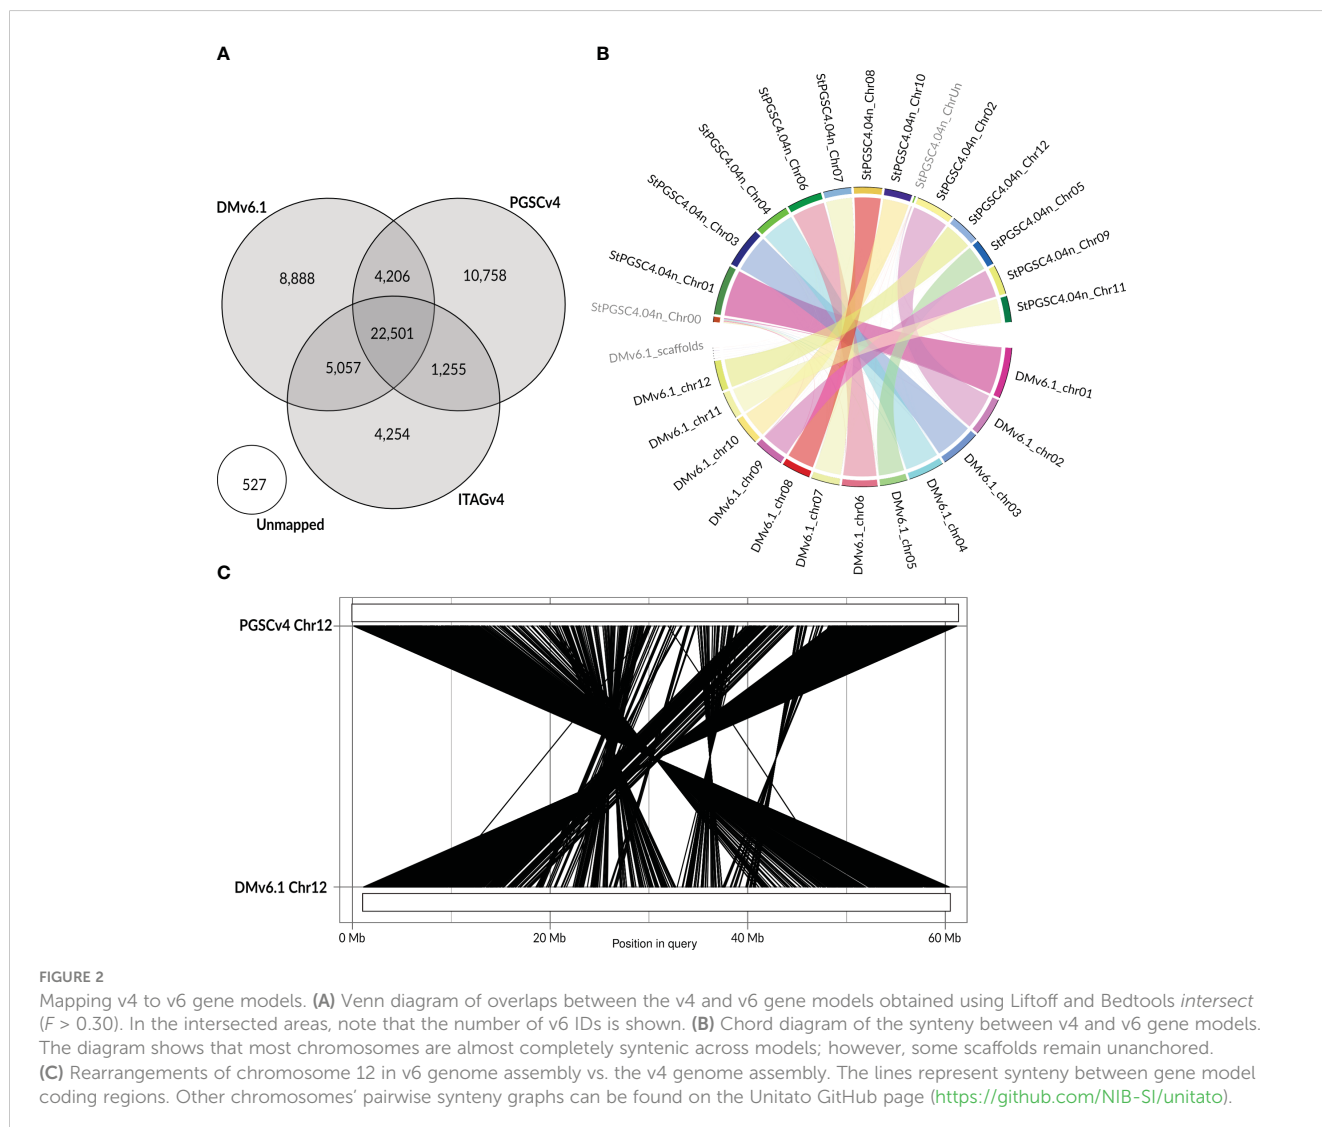 A
DMv6.1
PGSCv4
8,888
4,206
10,758
22,501
5,057
1,255
4,254
527
ITAGv4
Unmapped
B
StPGSC4.04n_Chr00
StPGSC4.04n_Chr01
StPGSC4.04n_Chr03
StPGSC4.04n_Chr04
StPGSC4.04n_Chr06
StPGSC4.04n_Chr07
StPGSC4.04n_Chr08
StPGSC4.04n_Chr10
StPGSC4.04n_ChrUn
StPGSC4.04n_Chr02
StPGSC4.04n_Chr12
StPGSC4.04n_Chr05
StPGSC4.04n_Chr09
StPGSC4.04n_Chr11
DMv6.1_chr01
DMv6.1_chr02
DMv6.1_chr03
DMv6.1_chr04
DMv6.1_chr05
DMv6.1_chr06
DMv6.1_chr07
DMv6.1_chr08
DMv6.1_chr09
DMv6.1_chr10
DMv6.1_chr11
DMv6.1_chr12
DMv6.1_scaffolds
C
PGSCv4 Chr12
DMv6.1 Chr12
0 Mb
20 Mb
40 Mb
60 Mb
Position in query
FIGURE 2
Mapping v4 to v6 gene models. (A) Venn diagram of overlaps between the v4 and v6 gene models obtained using Liftoff and Bedtools intersect
(F > 0.30). In the intersected areas, note that the number of v6 IDs is shown. (B) Chord diagram of the synteny between v4 and v6 gene models.
The diagram shows that most chromosomes are almost completely syntenic across models; however, some scaffolds remain unanchored.
(C) Rearrangements of chromosome 12 in v6 genome assembly vs. the v4 genome assembly. The lines represent synteny between gene model
coding regions. Other chromosomes’ pairwise synteny graphs can be found on the Unitato GitHub page (https://github.com/NIB-SI/unitato).